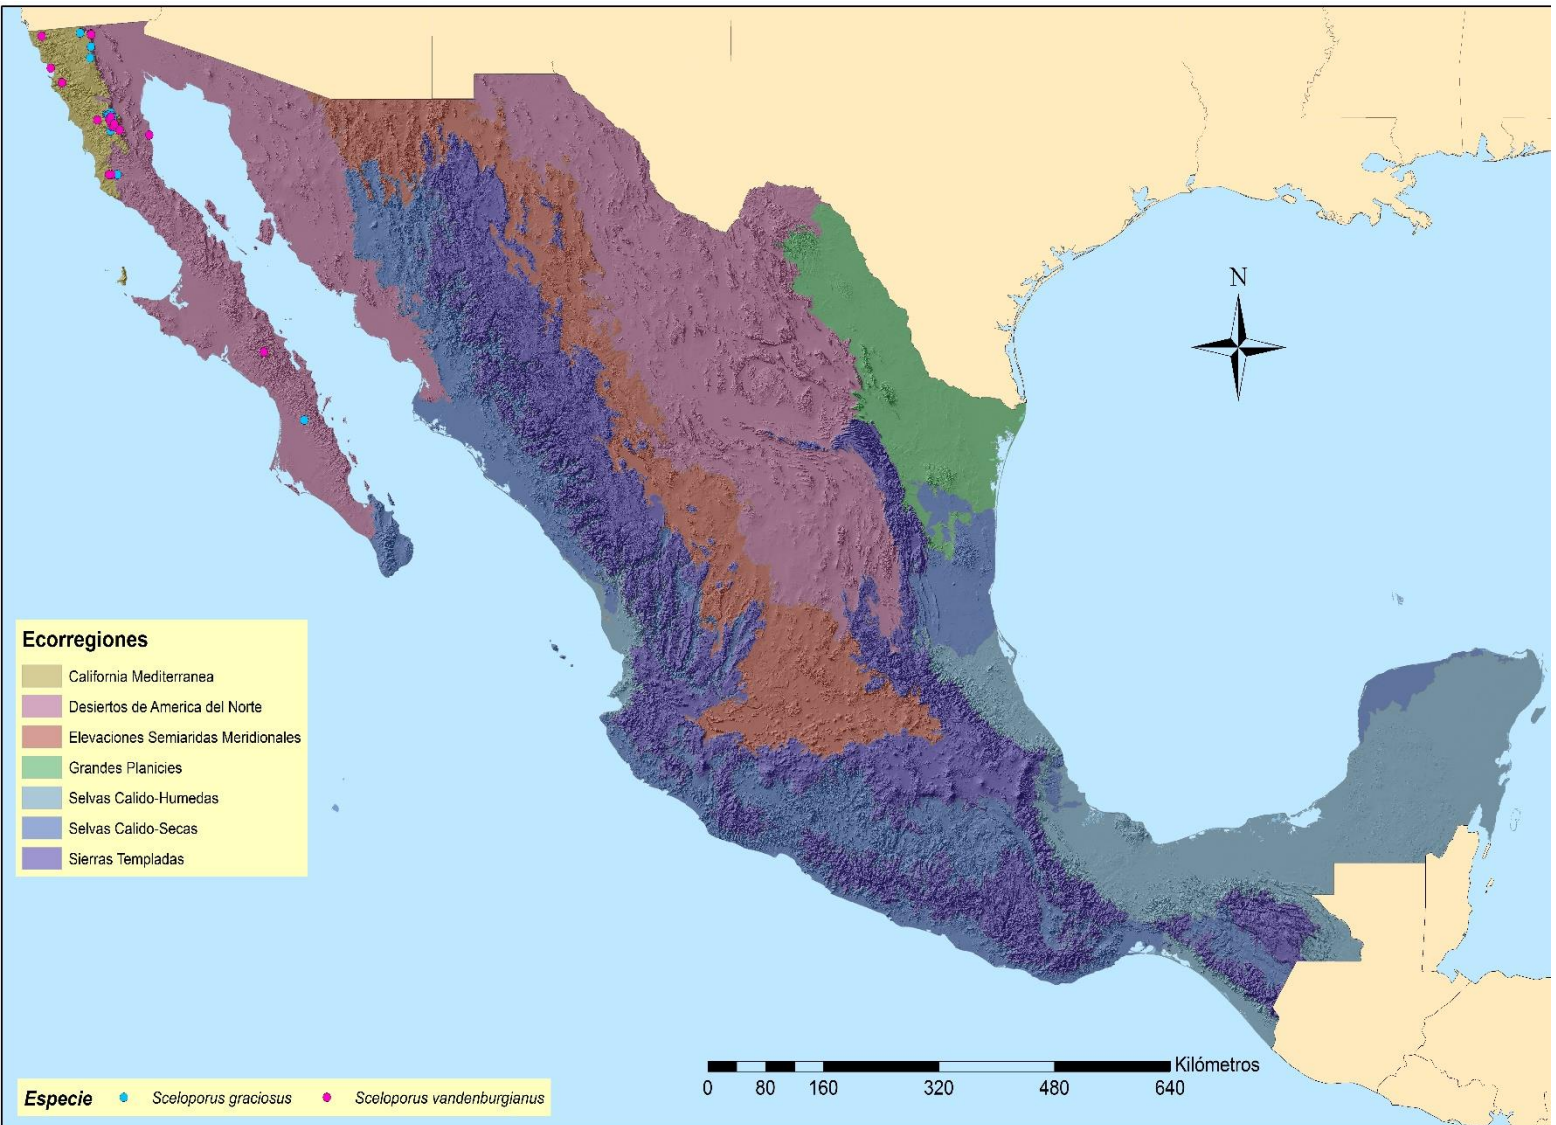 N
Ecorregiones
California Mediterranea
Desiertos de America del Norte
Elevaciones Semiaridas Meridionales
Grandes Planicies
Selvas Calido-Humedas
Selvas Calido-Secas
Sierras Templadas
Kilómetros
0 80 160 320 480 640
Especie Sceloporus graciosus Sceloporus vandenburgianus